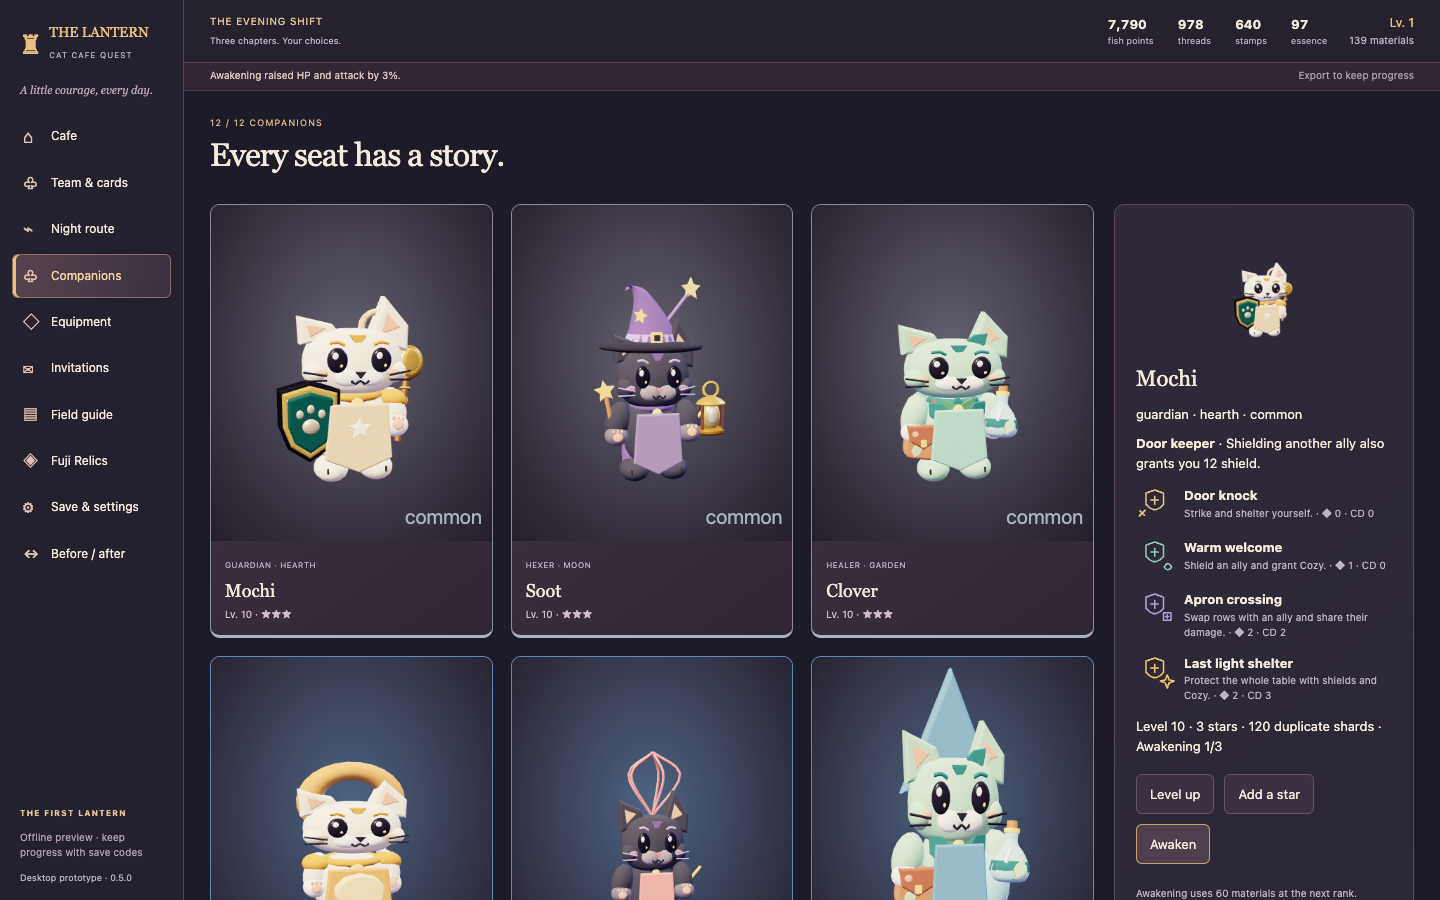 THE LANTERN
CAT CAFE QUEST
A little courage, every day.
Cafe
Team & cards
Night route
Companions
Equipment
Invitations
Field guide
Fuji Relics
Save & settings
Before / after
THE FIRST LANTERN
Offline preview · keep
progress with save codes
Desktop prototype · 0.5.0
THE EVENING SHIFT
Three chapters. Your choices.
7,790
fish points
978
threads
640
stamps
97
essence
Lv. 1
139 materials
Awakening raised HP and attack by 3%.
Export to keep progress
12 / 12 COMPANIONS
Every seat has a story.
common
GUARDIAN · HEARTH
Mochi
Lv. 10 · ★★★
common
HEXER · MOON
Soot
Lv. 10 · ★★★
common
HEALER · GARDEN
Clover
Lv. 10 · ★★★
Mochi
guardian · hearth · common
Door keeper · Shielding another ally also
grants you 12 shield.
Door knock
Strike and shelter yourself. · ◆ 0 · CD 0
Warm welcome
Shield an ally and grant Cozy. · ◆ 1 · CD 0
Apron crossing
Swap rows with an ally and share their
damage. · ◆ 2 · CD 2
Last light shelter
Protect the whole table with shields and
Cozy. · ◆ 2 · CD 3
Level 10 · 3 stars · 120 duplicate shards ·
Awakening 1/3
Level up
Add a star
Awaken
Awakening uses 60 materials at the next rank.